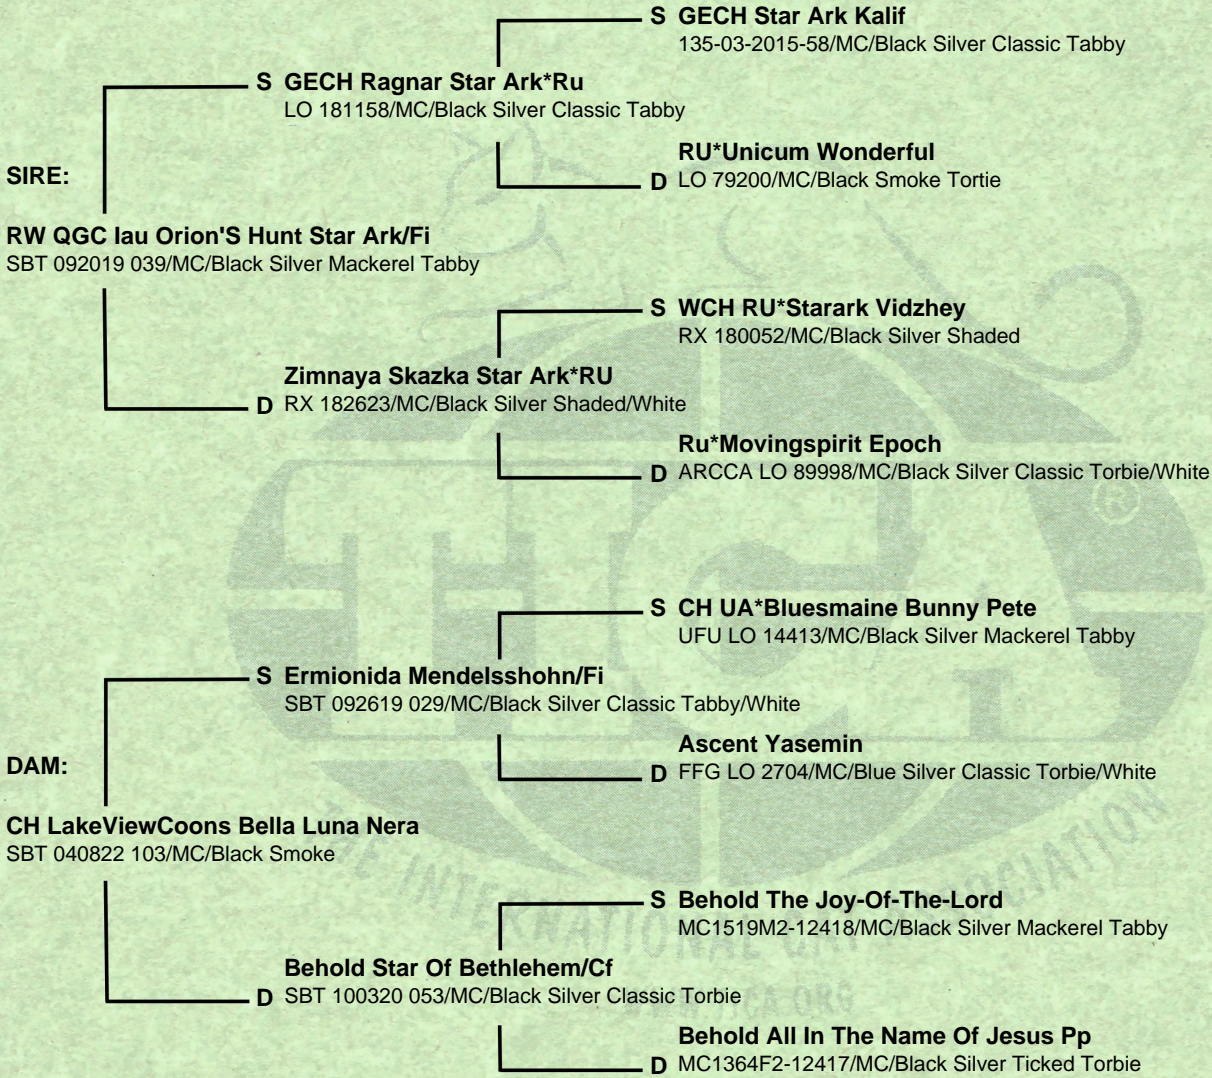 S GECH Star Ark Kalif
135-03-2015-58/MC/Black Silver Classic Tabby
S GECH Ragnar Star Ark*Ru
LO 181158/MC/Black Silver Classic Tabby
RU*Unicum Wonderful
D LO 79200/MC/Black Smoke Tortie
SIRE:
RW QGC Iau Orion'S Hunt Star Ark/Fi
SBT 092019 039/MC/Black Silver Mackerel Tabby
S WCH RU*Starark Vidzhey
RX 180052/MC/Black Silver Shaded
Zimnaya Skazka Star Ark*RU
D RX 182623/MC/Black Silver Shaded/White
Ru*Movingspirit Epoch
D ARCCA LO 89998/MC/Black Silver Classic Torbie/White
S CH UA*Bluesmaine Bunny Pete
UFU LO 14413/MC/Black Silver Mackerel Tabby
S Ermionida Mendelsshohn/Fi
SBT 092619 029/MC/Black Silver Classic Tabby/White
Ascent Yasemin
D FFG LO 2704/MC/Blue Silver Classic Torbie/White
DAM:
CH LakeViewCoons Bella Luna Nera
SBT 040822 103/MC/Black Smoke
S Behold The Joy-Of-The-Lord
MC1519M2-12418/MC/Black Silver Mackerel Tabby
Behold Star Of Bethlehem/Cf
D SBT 100320 053/MC/Black Silver Classic Torbie
Behold All In The Name Of Jesus Pp
D MC1364F2-12417/MC/Black Silver Ticked Torbie
TICA
®
THE INTERNATIONAL CAT ASSOCIATION
WWW.TICA.ORG